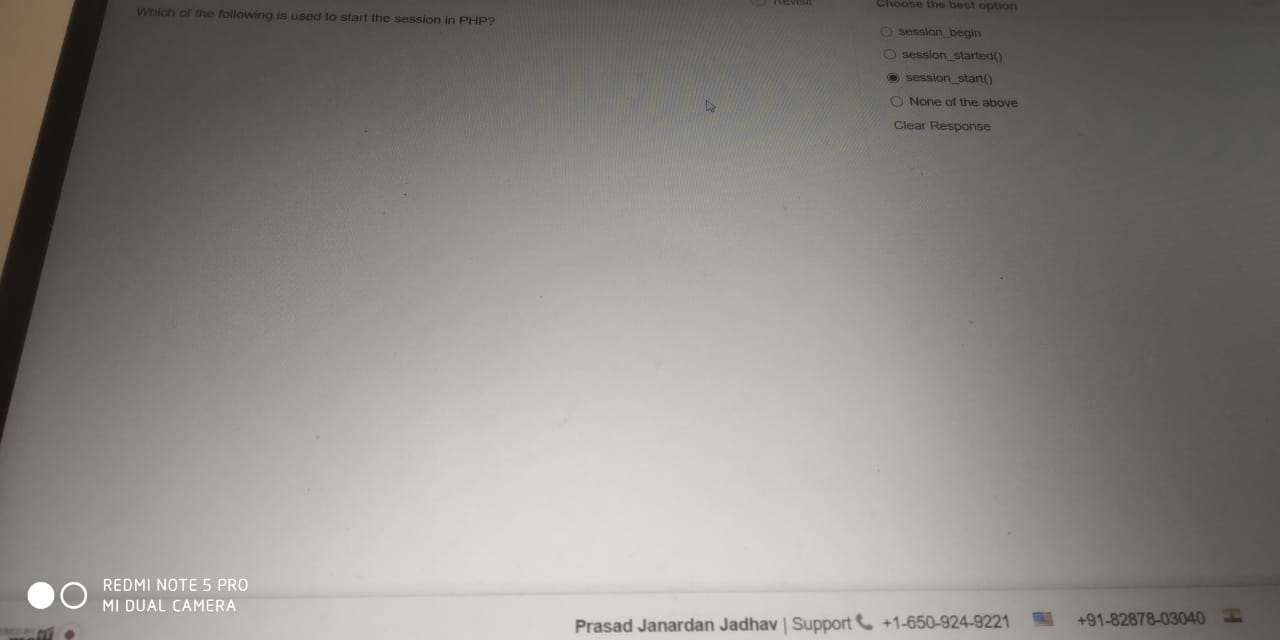 Which of the following is used to start the session in PHP?
Revisit
Choose the best option
session_begin
session_started()
session_start()
None of the above
Clear Response
REDMI NOTE 5 PRO
MI DUAL CAMERA
Prasad Janardan Jadhav | Support +1-650-924-9221 +91-82878-03040